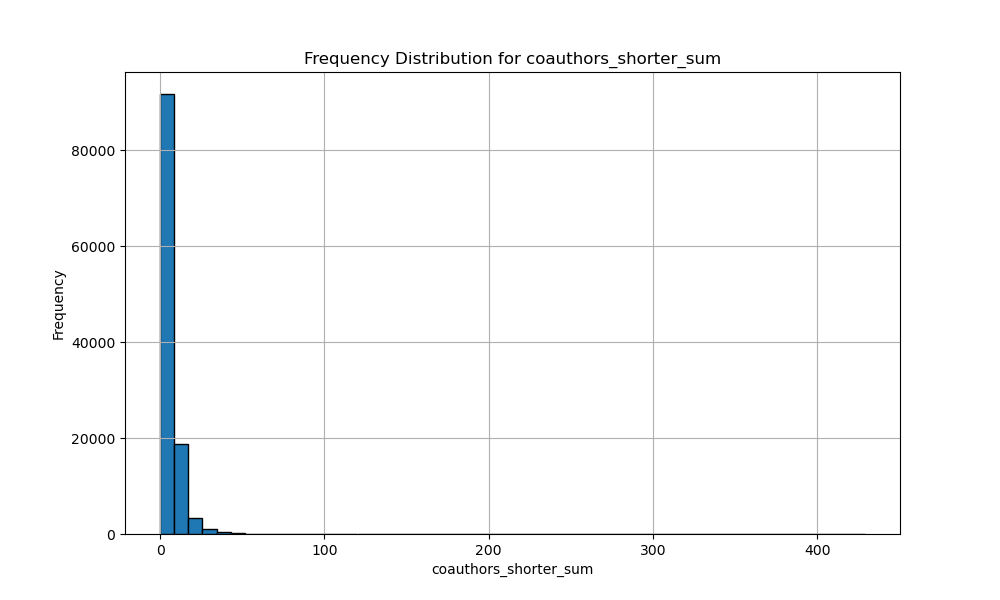 Frequency Distribution for coauthors_shorter_sum
80000
60000
40000
20000
0
Frequency
0 100 200 300 400
coauthors_shorter_sum